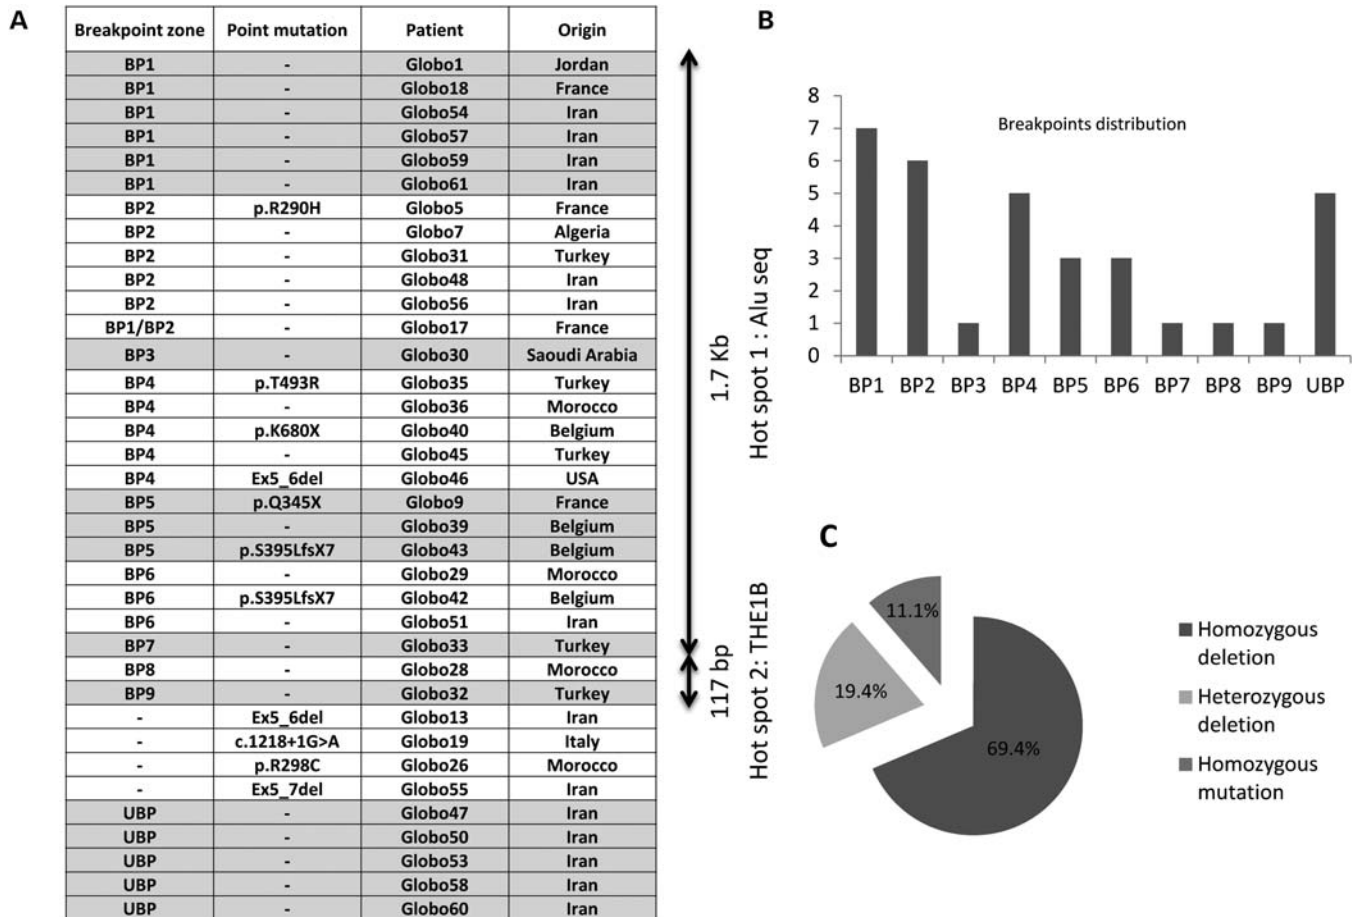 A
Breakpoint zone Point mutation Patient Origin
BP1 - Globo1 Jordan
BP1 - Globo18 France
BP1 - Globo54 Iran
BP1 - Globo57 Iran
BP1 - Globo59 Iran
BP1 - Globo61 Iran
BP2 p.R290H Globo5 France
BP2 - Globo7 Algeria
BP2 - Globo31 Turkey
BP2 - Globo48 Iran
BP2 - Globo56 Iran
BP1/BP2 - Globo17 France
BP3 - Globo30 Saoudi Arabia
BP4 p.T493R Globo35 Turkey
BP4 - Globo36 Morocco
BP4 p.K680X Globo40 Belgium
BP4 - Globo45 Turkey
BP4 Ex5_6del Globo46 USA
BP5 p.Q345X Globo9 France
BP5 - Globo39 Belgium
BP5 p.S395LfsX7 Globo43 Belgium
BP6 - Globo29 Morocco
BP6 p.S395LfsX7 Globo42 Belgium
BP6 - Globo51 Iran
BP7 - Globo33 Turkey
BP8 - Globo28 Morocco
BP9 - Globo32 Turkey
- Ex5_6del Globo13 Iran
- c.1218+1G>A Globo19 Italy
- p.R298C Globo26 Morocco
- Ex5_7del Globo55 Iran
UBP - Globo47 Iran
UBP - Globo50 Iran
UBP - Globo53 Iran
UBP - Globo58 Iran
UBP - Globo60 Iran
1.7 Kb
117 bp
Hot spot 1 : Alu seq
Hot spot 2: THE1B
B
Breakpoints distribution
8
7
6
5
4
3
2
1
0
BP1 BP2 BP3 BP4 BP5 BP6 BP7 BP8 BP9 UBP
C
11.1%
19.4%
69.4%
Homozygous
deletion
Heterozygous
deletion
Homozygous
mutation